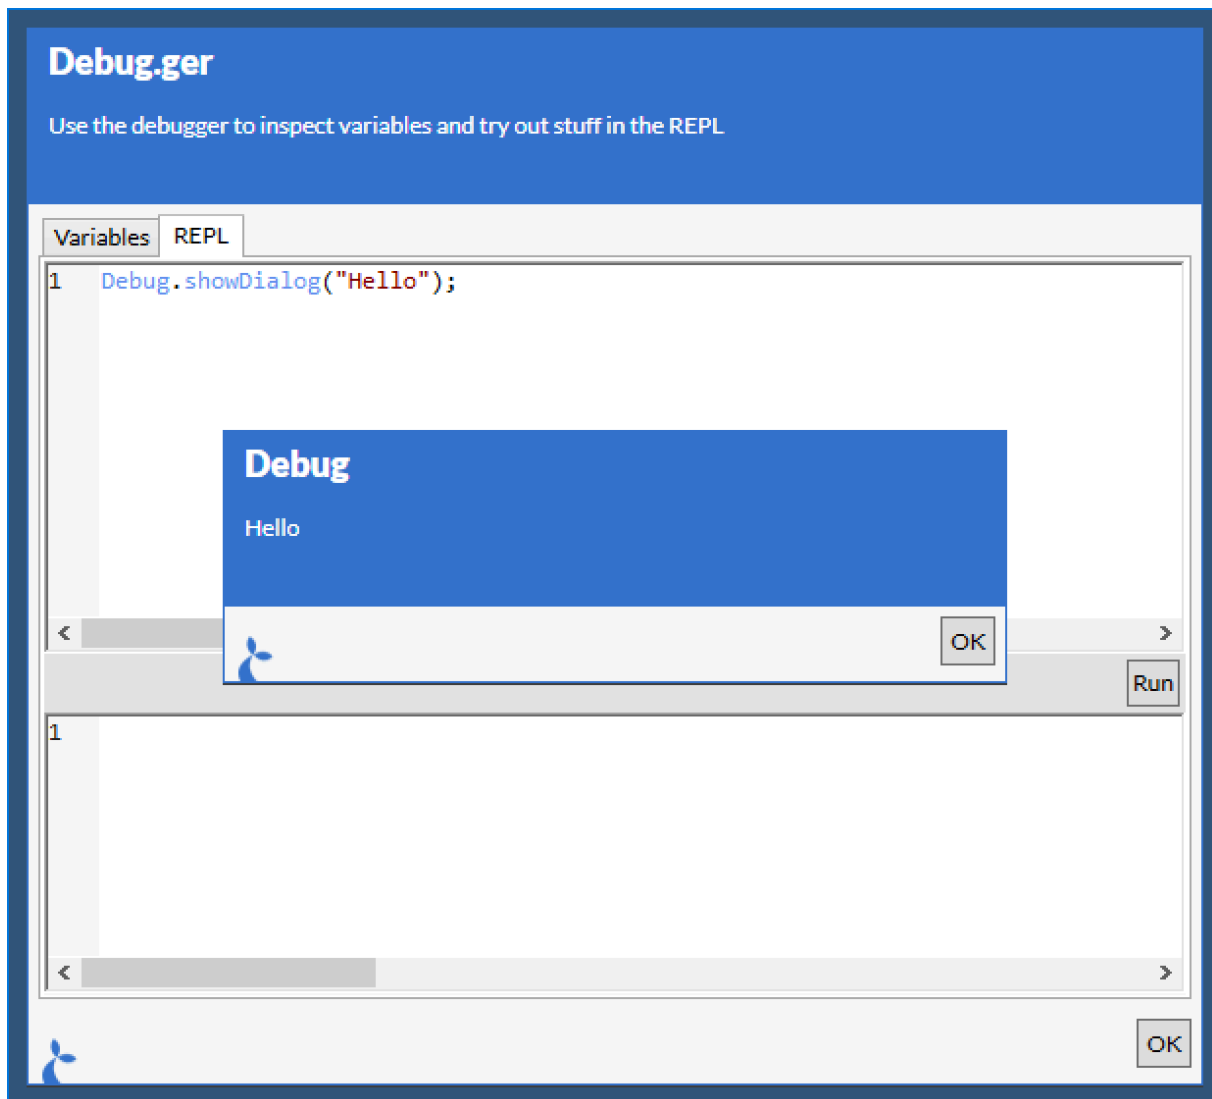 Debug.ger
Use the debugger to inspect variables and try out stuff in the REPL
Variables REPL
1 Debug.showDialog("Hello");
Debug
Hello
OK
Run
1
OK